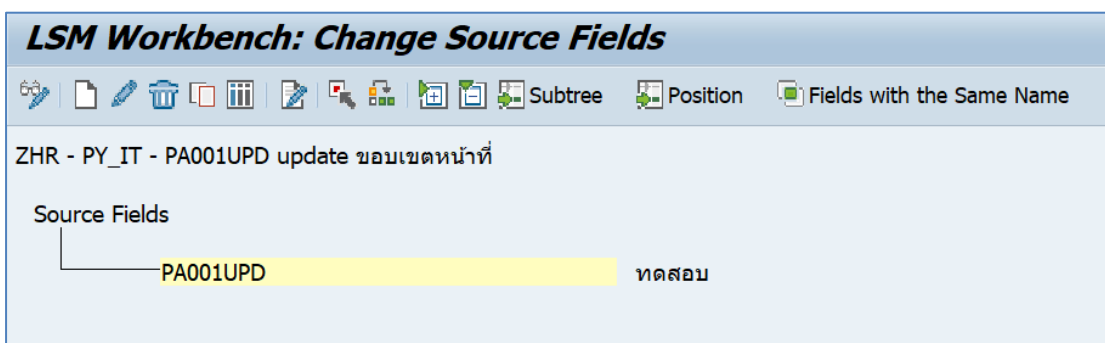 LSM Workbench: Change Source Fields
Subtree Position Fields with the Same Name
ZHR - PY_IT - PA001UPD update ขอบเขตหน้าที่
Source Fields
PA001UPD ทดสอบ